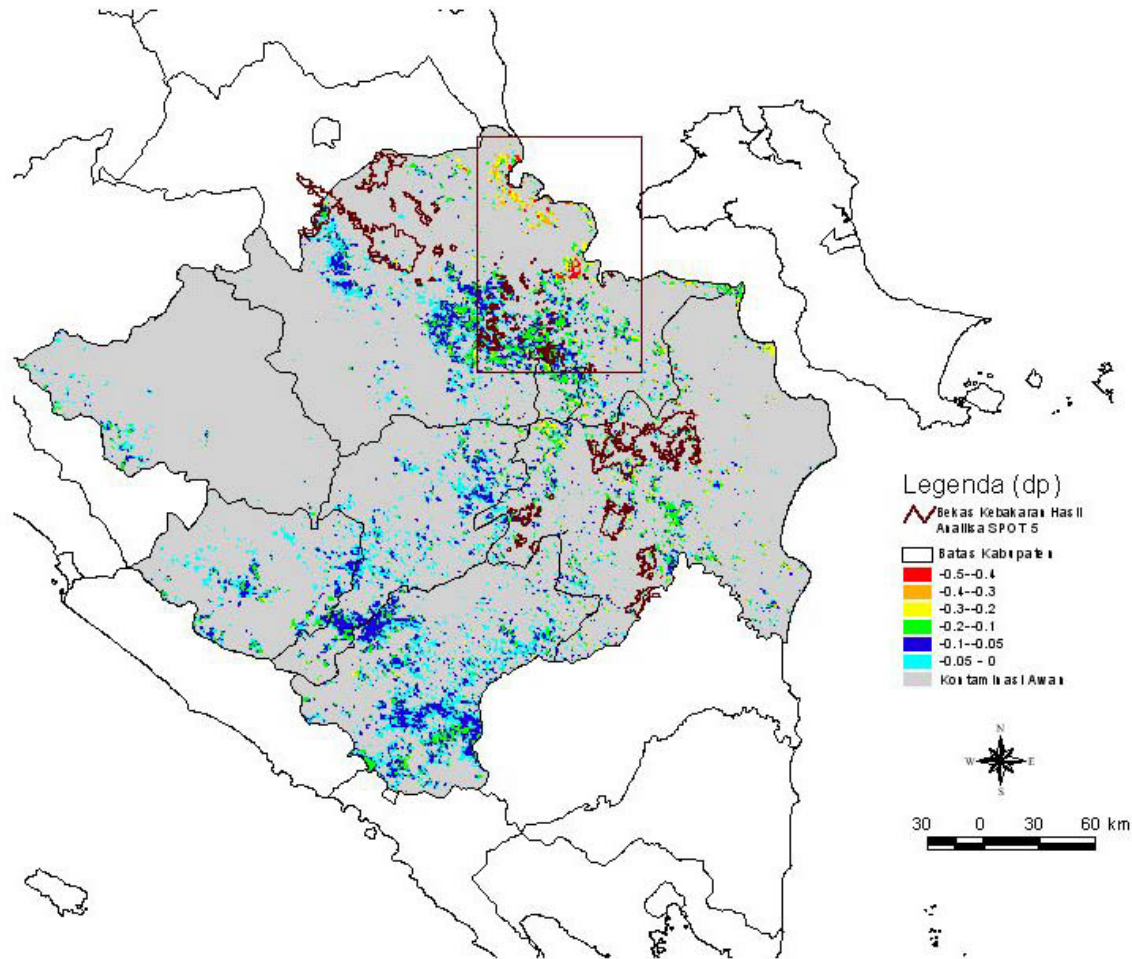 Legenda (dp)
Bekas Kebakaran Hasil
Analisa SPOT 5
Batas Kabupaten
-0.5--0.4
-0.4--0.3
-0.3--0.2
-0.2--0.1
-0.1--0.05
-0.05 - 0
Kontaminasi Awan
N
W E
S
30 0 30 60 km